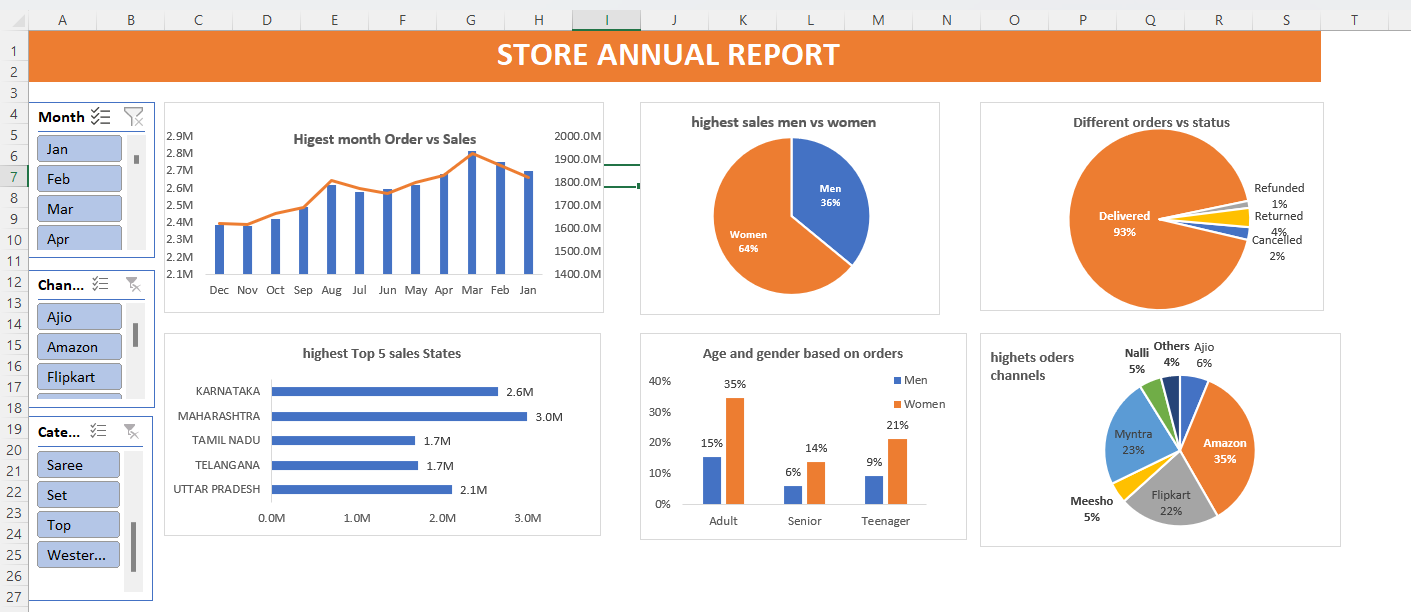 A B C D E F G H I J K L M N O P Q R S T
1
2
3
4
5
6
7
8
9
10
11
12
13
14
15
16
17
18
19
20
21
22
23
24
25
26
27
STORE ANNUAL REPORT
Month
Jan
Feb
Mar
Apr
Chan...
Ajio
Amazon
Flipkart
Cate...
Saree
Set
Top
Wester...
Higest month Order vs Sales
2.9M
2.8M
2.7M
2.6M
2.5M
2.4M
2.3M
2.2M
2.1M
2000.0M
1900.0M
1800.0M
1700.0M
1600.0M
1500.0M
1400.0M
Dec Nov Oct Sep Aug Jul Jun May Apr Mar Feb Jan
highest sales men vs women
Men
36%
Women
64%
Different orders vs status
Delivered
93%
Refunded
1%
Returned
4%
Cancelled
2%
highest Top 5 sales States
KARNATAKA 2.6M
MAHARASHTRA 3.0M
TAMIL NADU 1.7M
TELANGANA 1.7M
UTTAR PRADESH 2.1M
0.0M 1.0M 2.0M 3.0M
Age and gender based on orders
Men
Women
40%
30%
20%
10%
0%
15% 35%
6% 14%
9% 21%
Adult Senior Teenager
highets oders
channels
Nalli
5%
Others
4%
Ajio
6%
Amazon
35%
Myntra
23%
Flipkart
22%
Meesho
5%